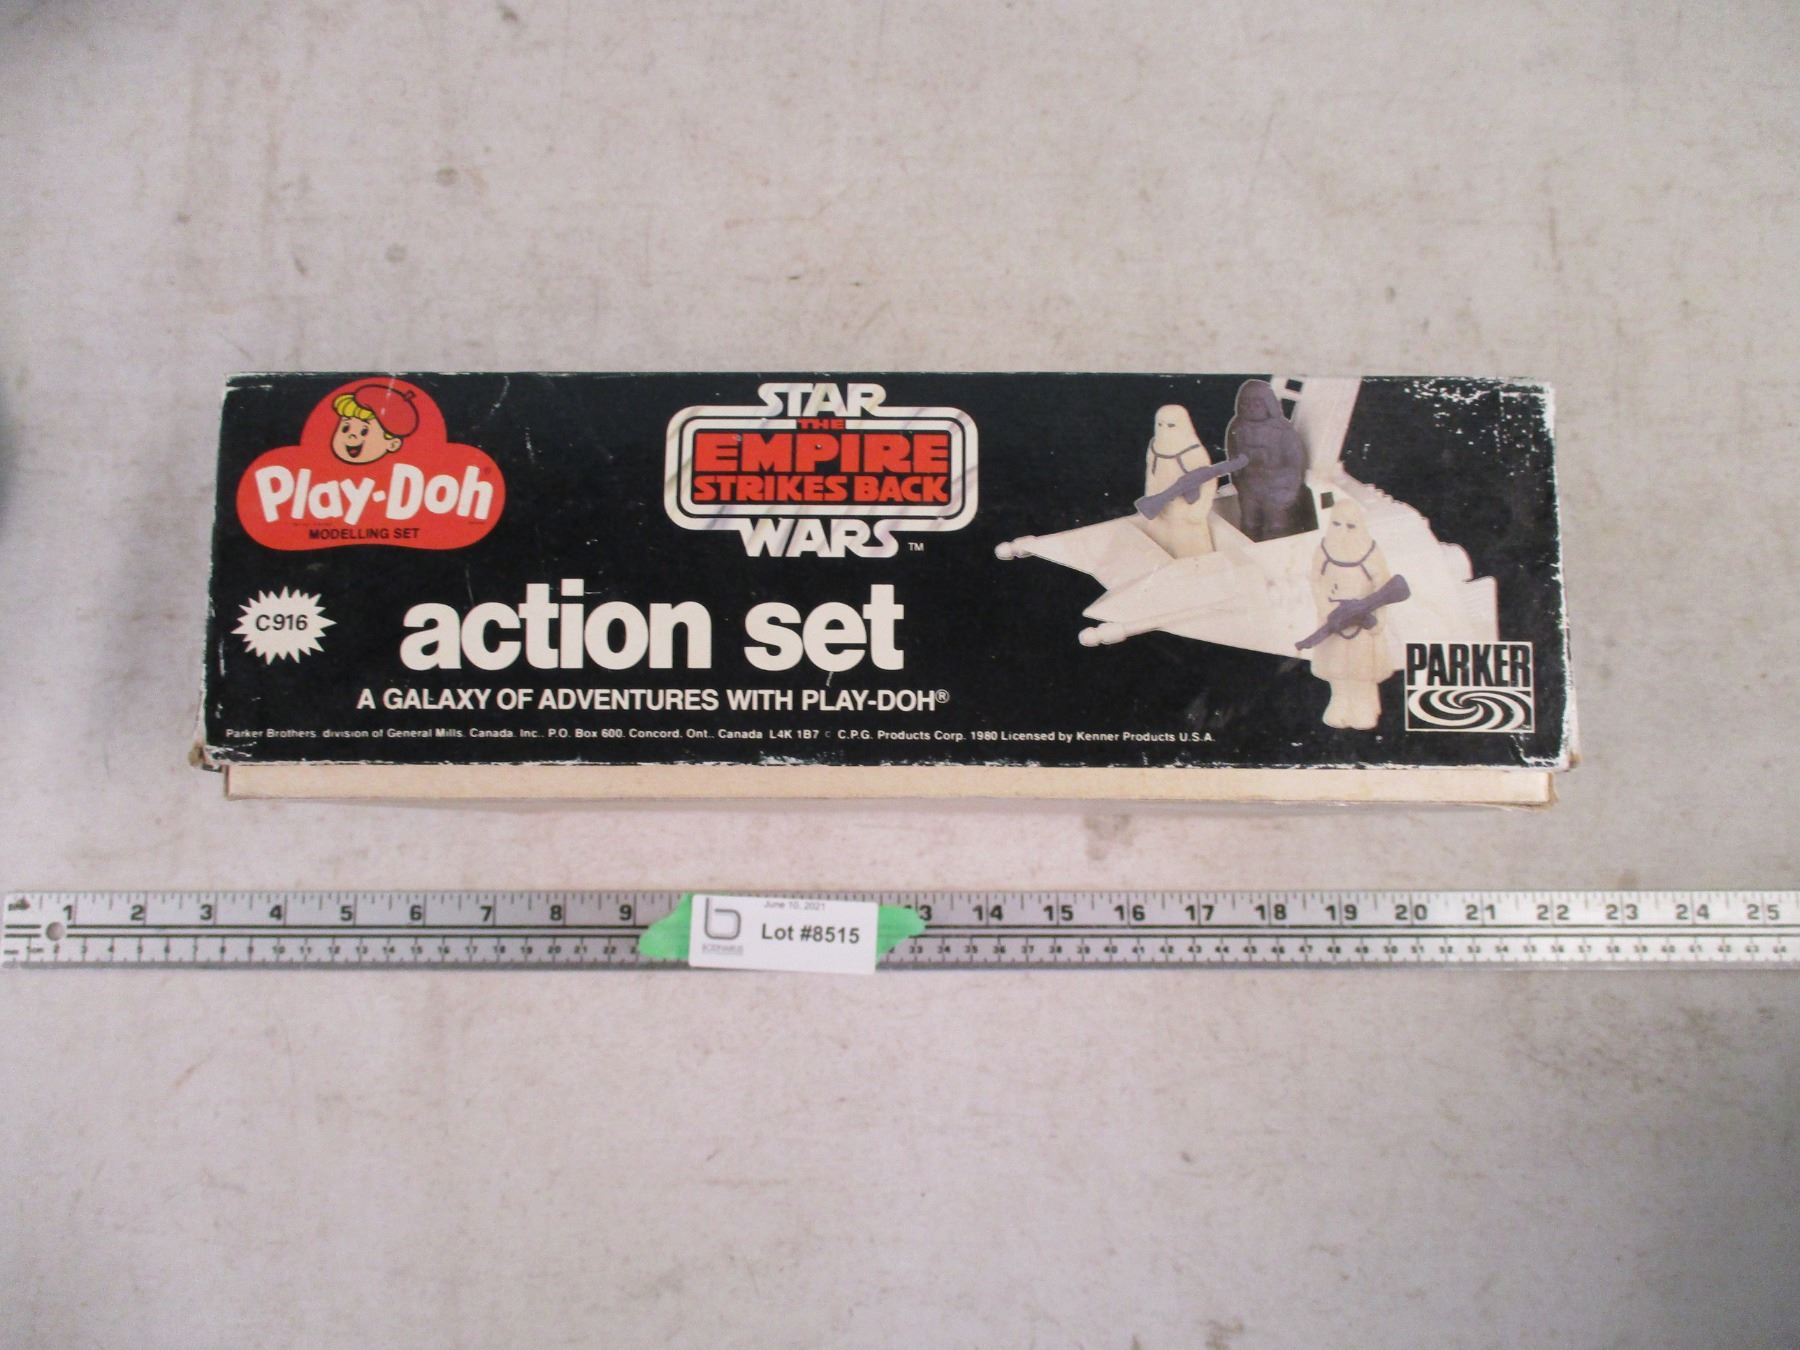 Play-Doh®
MODELLING SET
STAR
THE
EMPIRE
STRIKES BACK
WARS TM
C916
action set
A GALAXY OF ADVENTURES WITH PLAY-DOH®
PARKER
Parker Brothers, division of General Mills, Canada, Inc., P.O. Box 600, Concord, Ont., Canada L4K 1B7 © C.P.G. Products Corp. 1980 Licensed by Kenner Products U.S.A.
1 2 3 4 5 6 7 8 9 13 14 15 16 17 18 19 20 21 22 23 24 25
June 10, 2021
Lot #8515